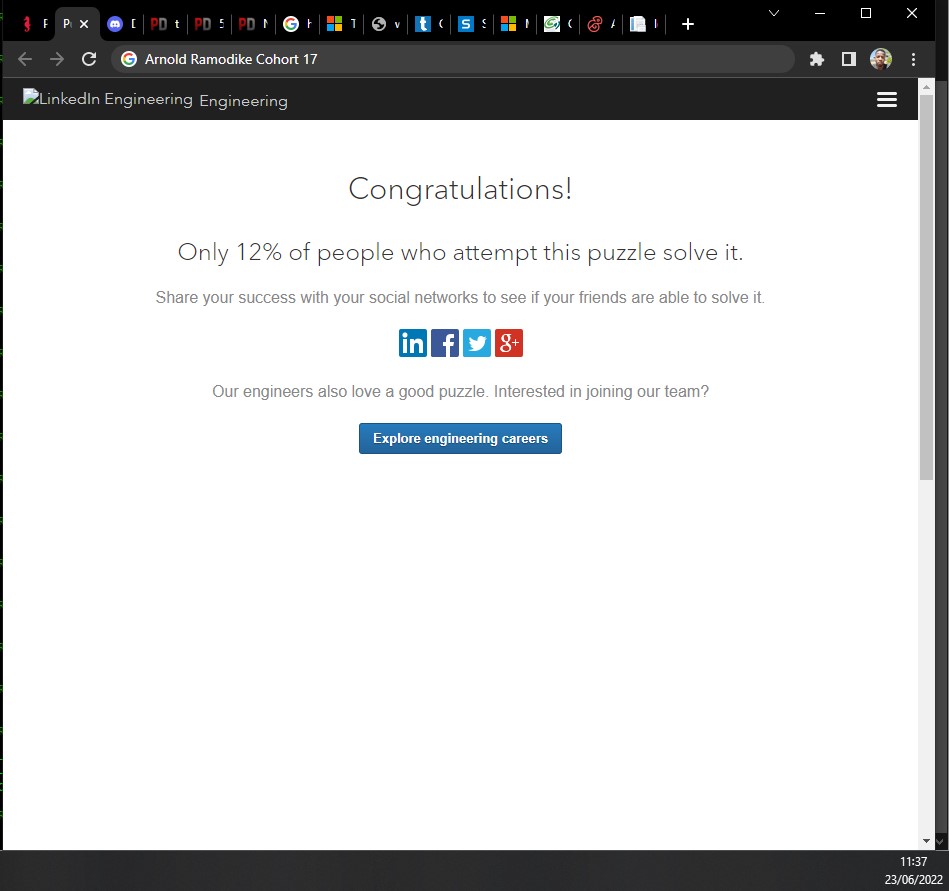 Arnold Ramodike Cohort 17
LinkedIn Engineering Engineering
Congratulations!
Only 12% of people who attempt this puzzle solve it.
Share your success with your social networks to see if your friends are able to solve it.
in f g+
Our engineers also love a good puzzle. Interested in joining our team?
Explore engineering careers
11:37
23/06/2022